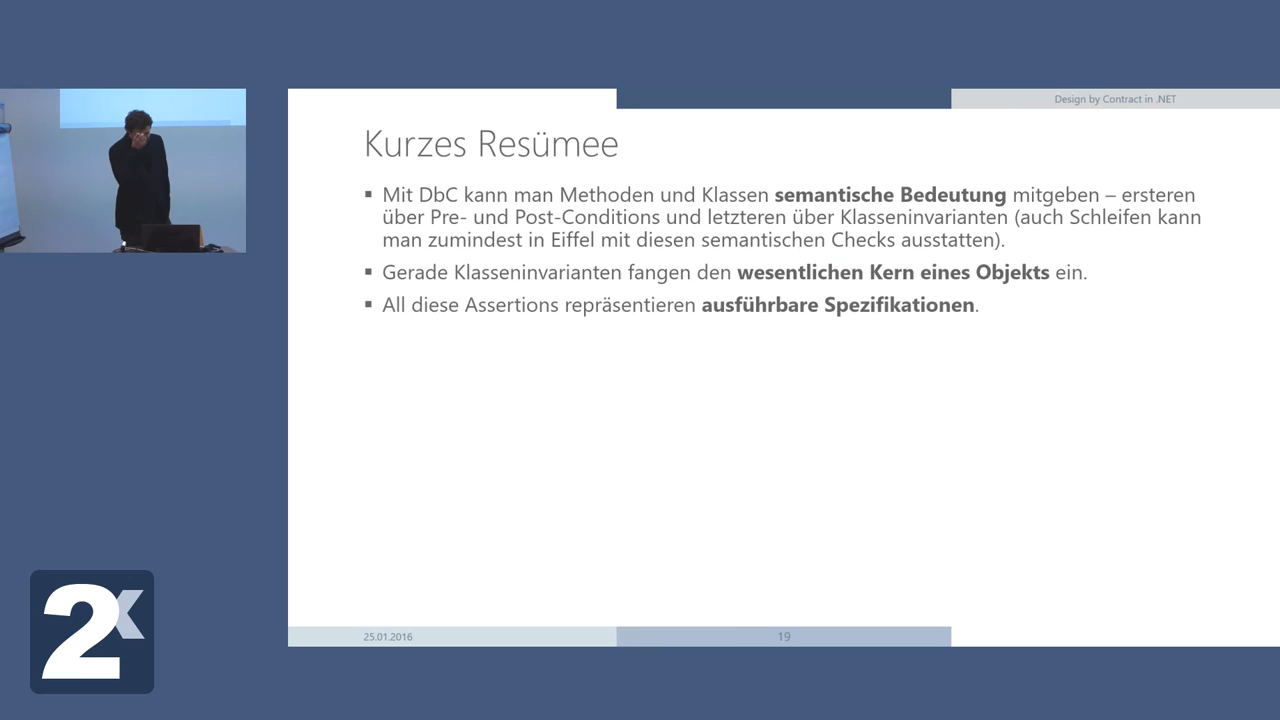 Design by Contract in .NET
Kurzes Resümee
▪ Mit DbC kann man Methoden und Klassen semantische Bedeutung mitgeben – ersteren
über Pre- und Post-Conditions und letzteren über Klasseninvarianten (auch Schleifen kann
man zumindest in Eiffel mit diesen semantischen Checks ausstatten).
▪ Gerade Klasseninvarianten fangen den wesentlichen Kern eines Objekts ein.
▪ All diese Assertions repräsentieren ausführbare Spezifikationen.
25.01.2016
19
2x